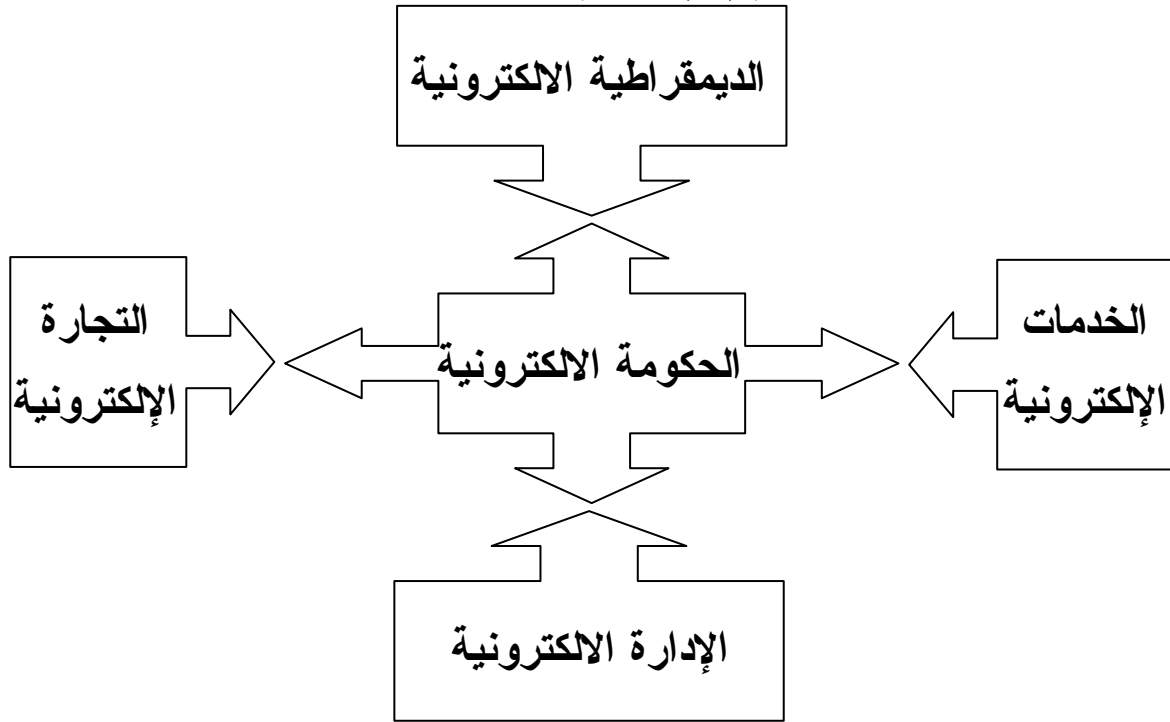 الديمقراطية الالكترونية
الخدمات
الإلكترونية
الحكومة الالكترونية
التجارة
الإلكترونية
الإدارة الالكترونية